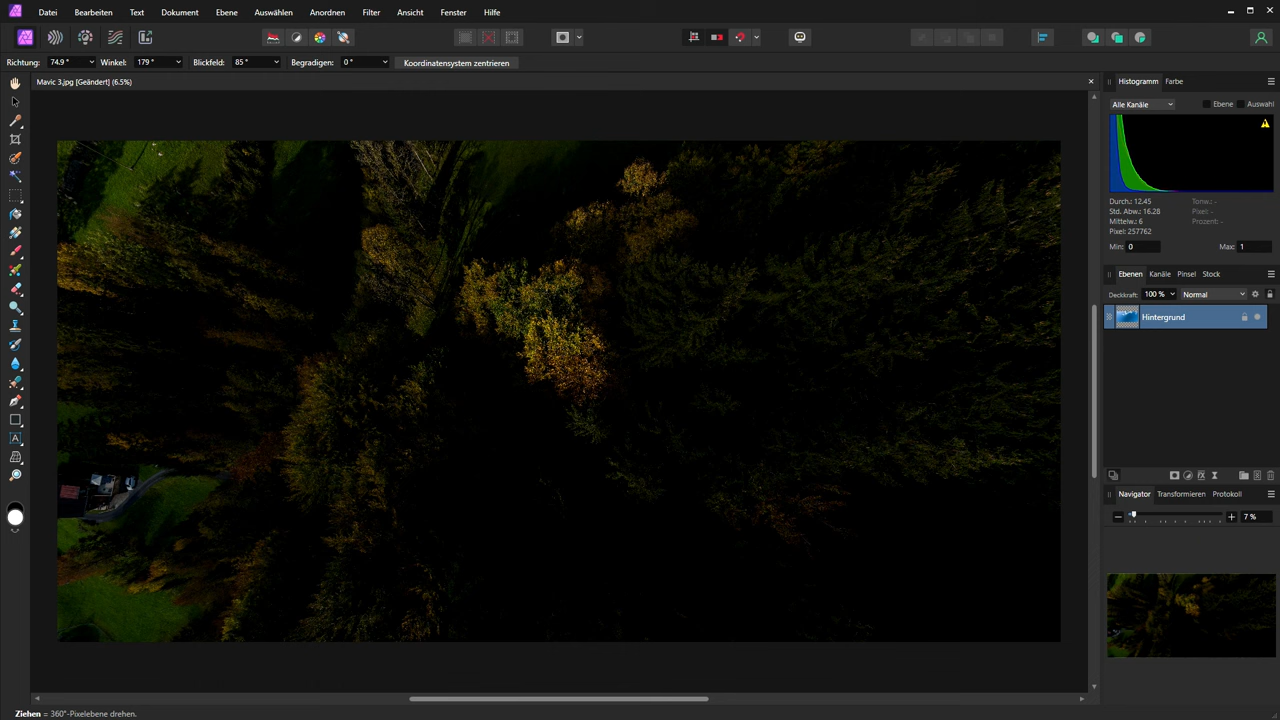 Datei Bearbeiten Text Dokument Ebene Auswählen Anordnen Filter Ansicht Fenster Hilfe
Richtung: 74.9 ° Winkel: 179 ° Blickfeld: 85 ° Begradigen: 0 ° Koordinatensystem zentrieren
Mavic 3.jpg [Geändert] (6.5%)
Histogramm Farbe
Alle Kanäle Ebene Auswahl
Durch.: 12.45 Tonw.: -
Std. Abw.: 16.28 Pixel: -
Mittelw.: 6 Prozent.: -
Pixel: 257762
Min: 0 Max: 1
Ebenen Kanäle Pinsel Stock
Deckkraft: 100 % Normal
Hintergrund
Navigator Transformieren Protokoll
7 %
Ziehen = 360°-Pixelebene drehen.